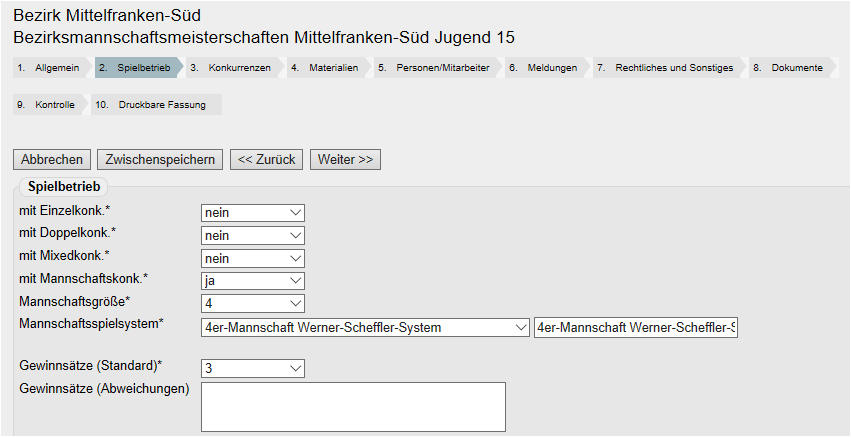 Bezirk Mittelfranken-Süd
Bezirksmannschaftsmeisterschaften Mittelfranken-Süd Jugend 15
1. Allgemein 2. Spielbetrieb 3. Konkurrenzen 4. Materialien 5. Personen/Mitarbeiter 6. Meldungen 7. Rechtliches und Sonstiges 8. Dokumente
9. Kontrolle 10. Druckbare Fassung
Abbrechen Zwischenspeichern << Zurück Weiter >>
Spielbetrieb
mit Einzelkonk.* nein
mit Doppelkonk.* nein
mit Mixedkonk.* nein
mit Mannschaftskonk.* ja
Mannschaftsgröße* 4
Mannschaftsspielsystem* 4er-Mannschaft Werner-Scheffler-System 4er-Mannschaft Werner-Scheffler-S
Gewinnsätze (Standard)* 3
Gewinnsätze (Abweichungen)